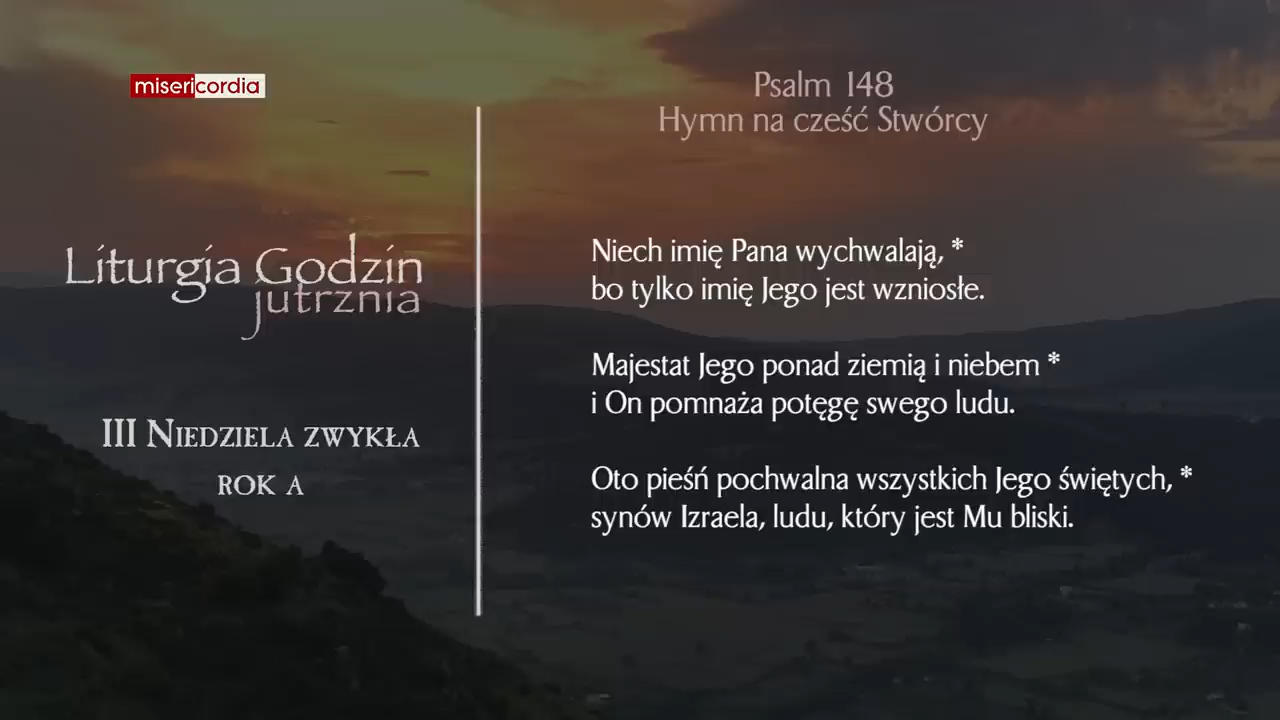 misericordia
Liturgia Godzin
jutrznia
III Niedziela zwykła
rok A
Psalm 148
Hymn na cześć Stwórcy
Niech imię Pana wychwalają, *
bo tylko imię Jego jest wzniosłe.
Majestat Jego ponad ziemią i niebem *
i On pomnaża potęgę swego ludu.
Oto pieśń pochwalna wszystkich Jego świętych, *
synów Izraela, ludu, który jest Mu bliski.